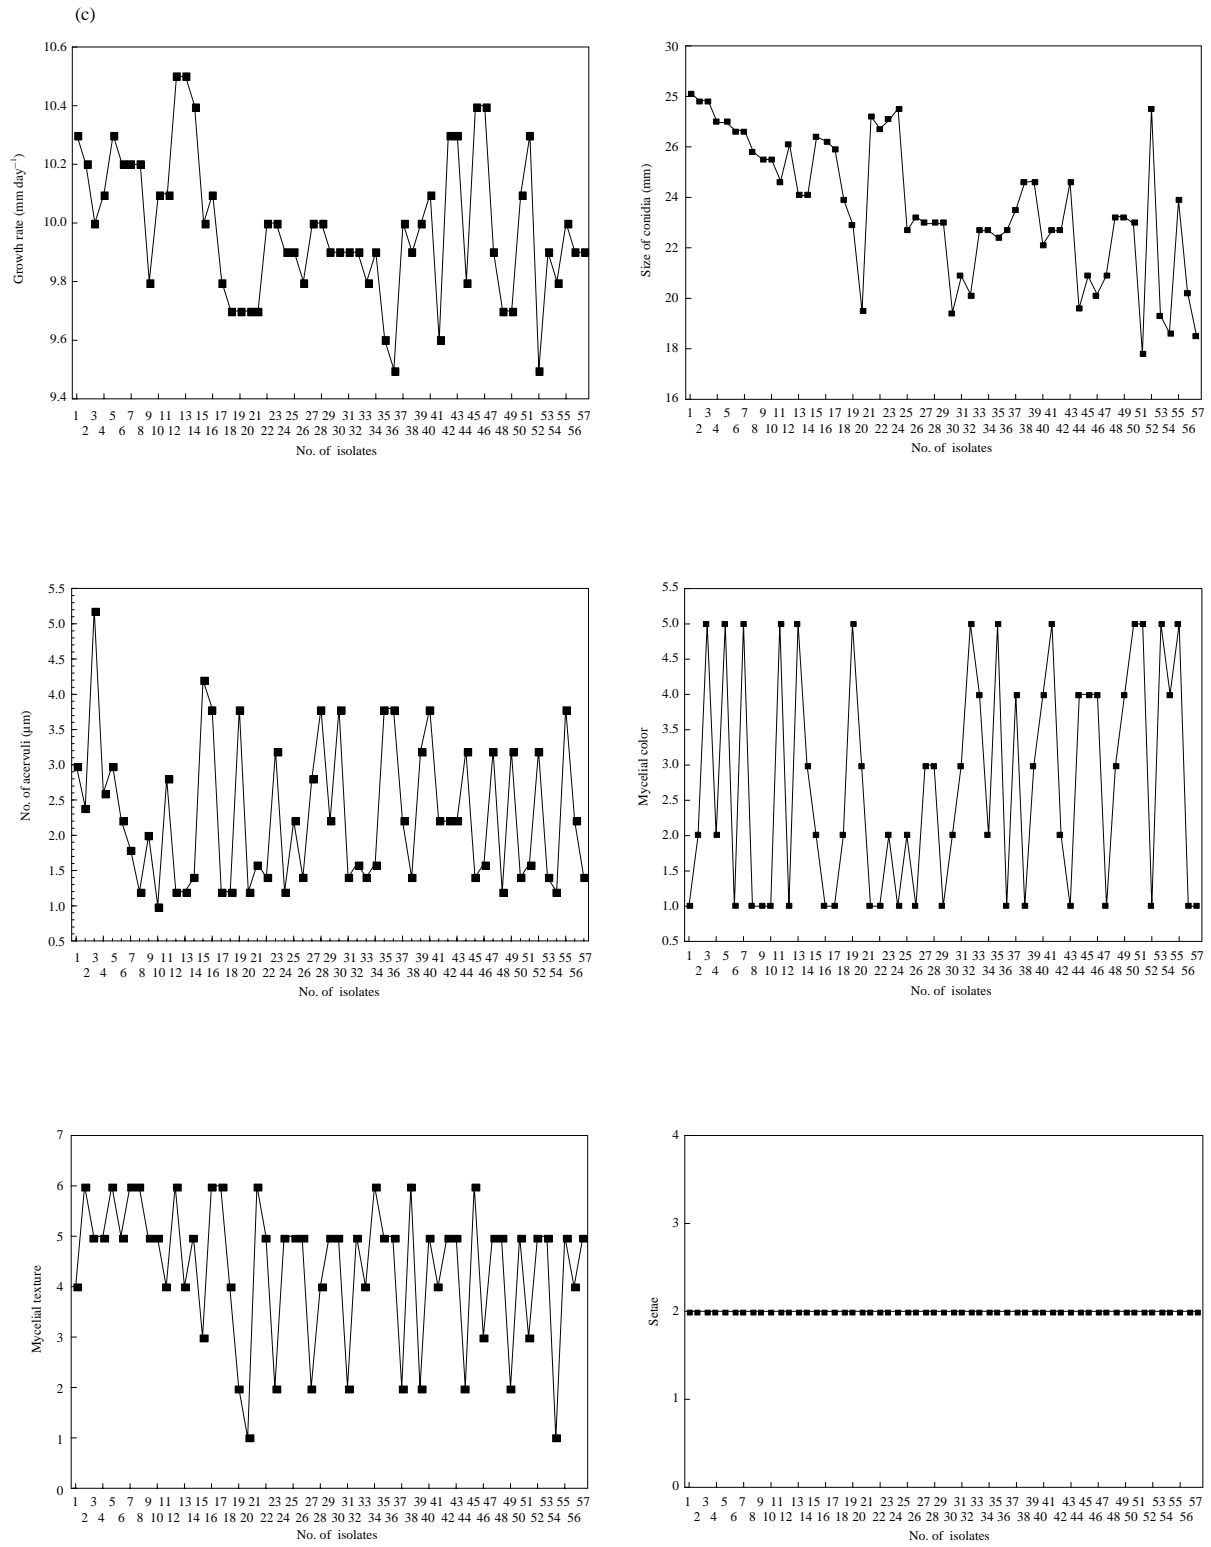 (c)
10.6
10.4
10.2
10.0
9.8
9.6
9.4
Growth rate (mm day⁻¹)
1 3 5 7 9 11 13 15 17 19 21 23 25 27 29 31 33 35 37 39 41 43 45 47 49 51 53 55 57
2 4 6 8 10 12 14 16 18 20 22 24 26 28 30 32 34 36 38 40 42 44 46 48 50 52 54 56
No. of isolates
30
25
26
24
22
20
18
16
Size of conidia (mm)
1 3 5 7 9 11 13 15 17 19 21 23 25 27 29 31 33 35 37 39 41 43 45 47 49 51 53 55 57
2 4 6 8 10 12 14 16 18 20 22 24 26 28 30 32 34 36 38 40 42 44 46 48 50 52 54 56
No. of isolates
5.5
5.0
4.5
4.0
3.5
3.0
2.5
2.0
1.5
1.0
0.5
No. of acervuli (µm)
1 3 5 7 9 11 13 15 17 19 21 23 25 27 29 31 33 35 37 39 41 43 45 47 49 51 53 55 57
2 4 6 8 10 12 14 16 18 20 22 24 26 28 30 32 34 36 38 40 42 44 46 48 50 52 54 56
No. of isolates
5.5
5.0
4.5
4.0
3.0
2.0
1.0
0.5
Mycelial color
1 3 5 7 9 11 13 15 17 19 21 23 25 27 29 31 33 35 37 39 41 43 45 47 49 51 53 55 57
2 4 6 8 10 12 14 16 18 20 22 24 26 28 30 32 34 36 38 40 42 44 46 48 50 52 54 56
No. of isolates
7
6
5
4
3
2
1
0
Mycelial texture
1 3 5 7 9 11 13 15 17 19 21 23 25 27 29 31 33 35 37 39 41 43 45 47 49 51 53 55 57
2 4 6 8 10 12 14 16 18 20 22 24 26 28 30 32 34 36 38 40 42 44 46 48 50 52 54 56
No. of isolates
4
3
2
1
0
Setae
1 3 5 7 9 11 13 15 17 19 21 23 25 27 29 31 33 35 37 39 41 43 45 47 49 51 53 55 57
2 4 6 8 10 12 14 16 18 20 22 24 26 28 30 32 34 36 38 40 42 44 46 48 50 52 54 56
No. of isolates